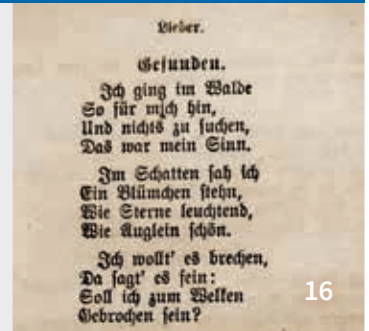 Lieder.
Gefunden.
Ich ging im Walde
So für mich hin,
Und nichts zu suchen,
Das war mein Sinn.
Im Schatten sah ich
Ein Blümchen stehn,
Wie Sterne leuchtend,
Wie Äuglein schön.
Ich wollt' es brechen,
Da sagt' es fein:
Soll ich zum Welken
Gebrochen sein?
16